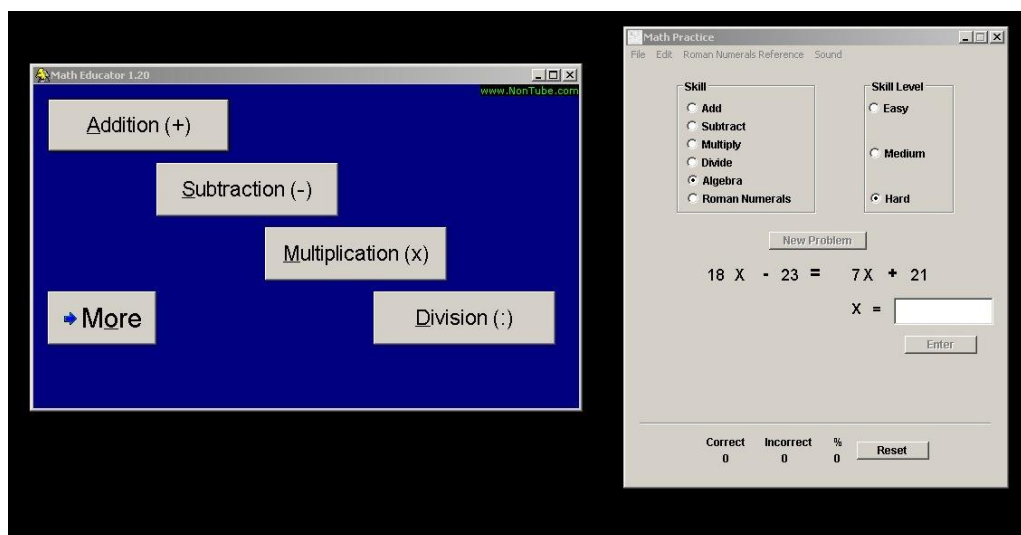 Math Educator 1.20
www.NonTube.com
Addition (+)
Subtraction (-)
Multiplication (x)
More
Division (:)
Math Practice
File Edit Roman Numerals Reference Sound
Skill
Add
Subtract
Multiply
Divide
Algebra
Roman Numerals
Skill Level
Easy
Medium
Hard
New Problem
18 X - 23 = 7 X + 21
X =
Enter
Correct Incorrect %
0 0 0
Reset